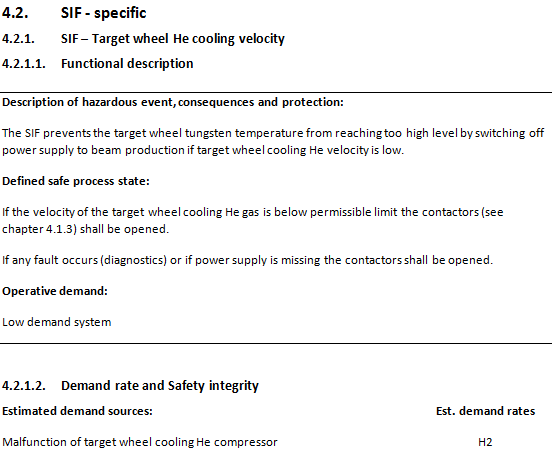 4.2. SIF - specific
4.2.1. SIF – Target wheel He cooling velocity
4.2.1.1. Functional description
Description of hazardous event, consequences and protection:
The SIF prevents the target wheel tungsten temperature from reaching too high level by switching off
power supply to beam production if target wheel cooling He velocity is low.
Defined safe process state:
If the velocity of the target wheel cooling He gas is below permissible limit the contactors (see
chapter 4.1.3) shall be opened.
If any fault occurs (diagnostics) or if power supply is missing the contactors shall be opened.
Operative demand:
Low demand system
4.2.1.2. Demand rate and Safety integrity
Estimated demand sources: Est. demand rates
Malfunction of target wheel cooling He compressor H2